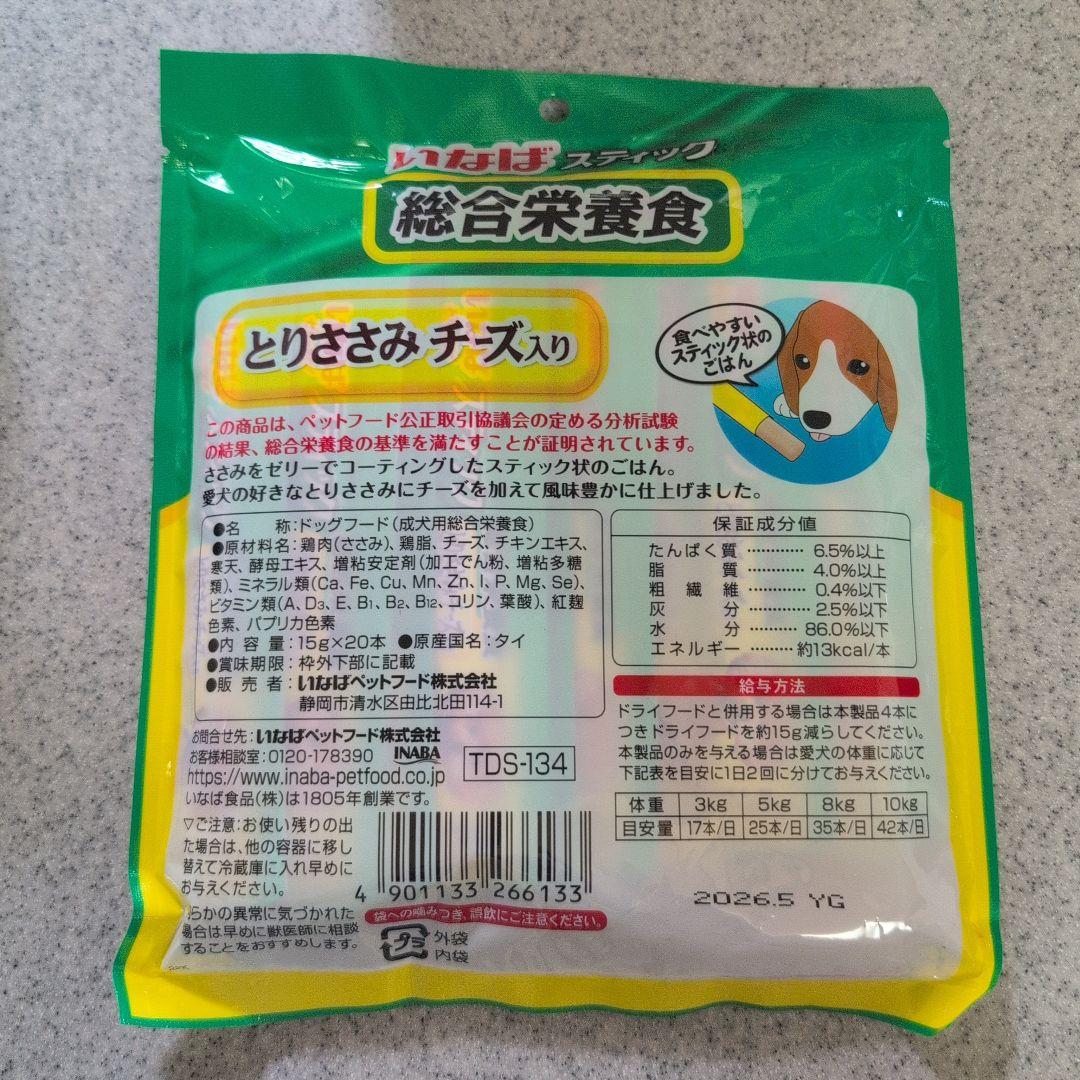 いなば スティック
総合栄養食
とりささみ チーズ入り
食べやすい
スティック状の
ごはん
この商品は、ペットフード公正取引協議会の定める分析試験
の結果、総合栄養食の基準を満たすことが証明されています。
ささみをゼリーでコーティングしたスティック状のごはん。
愛犬の好きなとりささみにチーズを加えて風味豊かに仕上げました。
●名 称:ドッグフード(成犬用総合栄養食)
●原材料名:鶏肉(ささみ)、鶏脂、チーズ、チキンエキス、
寒天、酵母エキス、増粘安定剤(加工でん粉、増粘多糖
類)、ミネラル類(Ca、Fe、Cu、Mn、Zn、I、P、Mg、Se)、
ビタミン類(A、D3、E、B1、B2、B12、コリン、葉酸)、紅麹
色素、パプリカ色素
●内 容 量:15g×20本 ●原産国名:タイ
●賞味期限:枠外下部に記載
●販 売 者:いなばペットフード株式会社
静岡市清水区由比北田114-1
保証成分値
たんぱく質 ………… 6.5%以上
脂 質 ………… 4.0%以上
粗 繊 維 ………… 0.4%以下
灰 分 ………… 2.5%以下
水 分 ………… 86.0%以下
エネルギー ……… 約13kcal/本
給与方法
ドライフードと併用する場合は本製品4本に
つきドライフードを約15g減らしてください。
本製品のみを与える場合は愛犬の体重に応じて
下記表を目安に1日2回に分けてお与えください。
体重 3kg 5kg 8kg 10kg
目安量 17本/日 25本/日 35本/日 42本/日
お問合せ先:いなばペットフード株式会社
お客様相談室:0120-178390 INABA
https://www.inaba-petfood.co.jp
いなば食品(株)は1805年創業です。
TDS-134
▽ご注意:お使い残りの出
た場合は、他の容器に移し
替えて冷蔵庫に入れ早めに
お与えください。
らかの異常に気づかれた
場合は早めに獣医師に相談
することをおすすめします。
4 901133 266133
袋への噛みつき、誤飲にご注意ください。
プラ 外袋
内袋
2026.5 YG